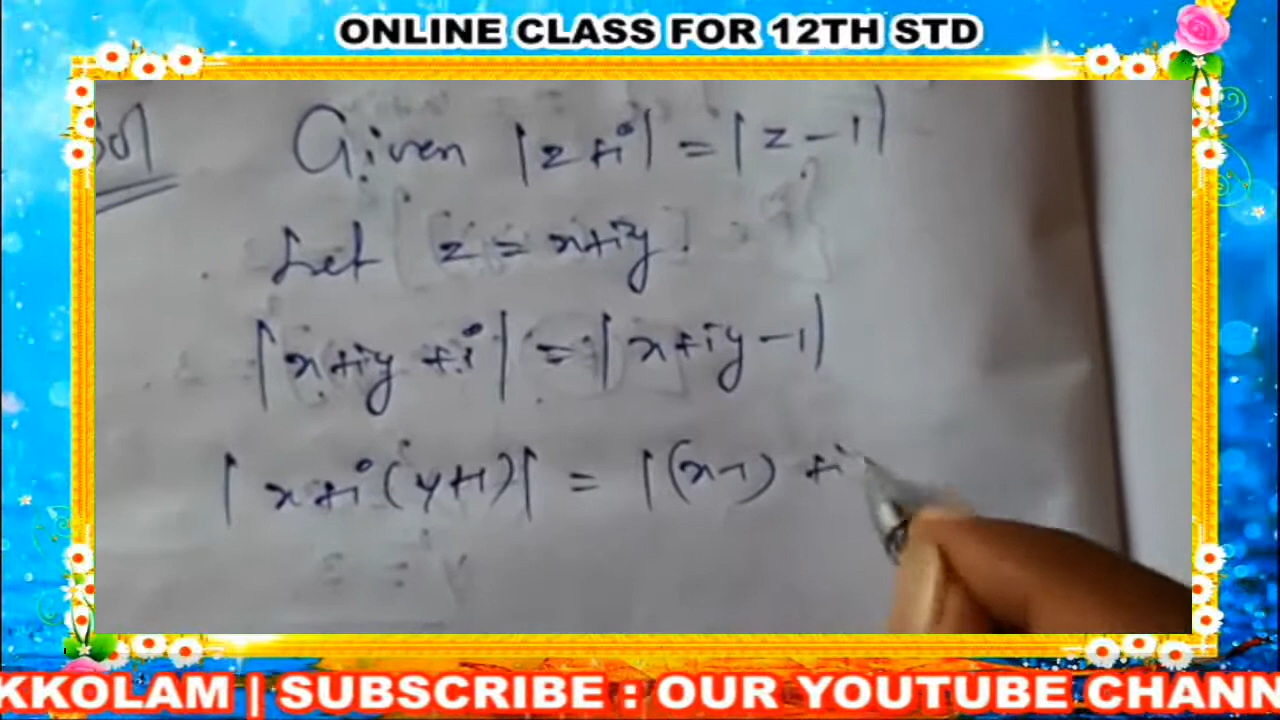 ONLINE CLASS FOR 12TH STD
Sol
Given |z+i| = |z-1|
Let z = x+iy.
|x+iy+i| = |x+iy-1|
|x+i(y+1)| = |(x-1)+i
KKOLAM | SUBSCRIBE : OUR YOUTUBE CHANN